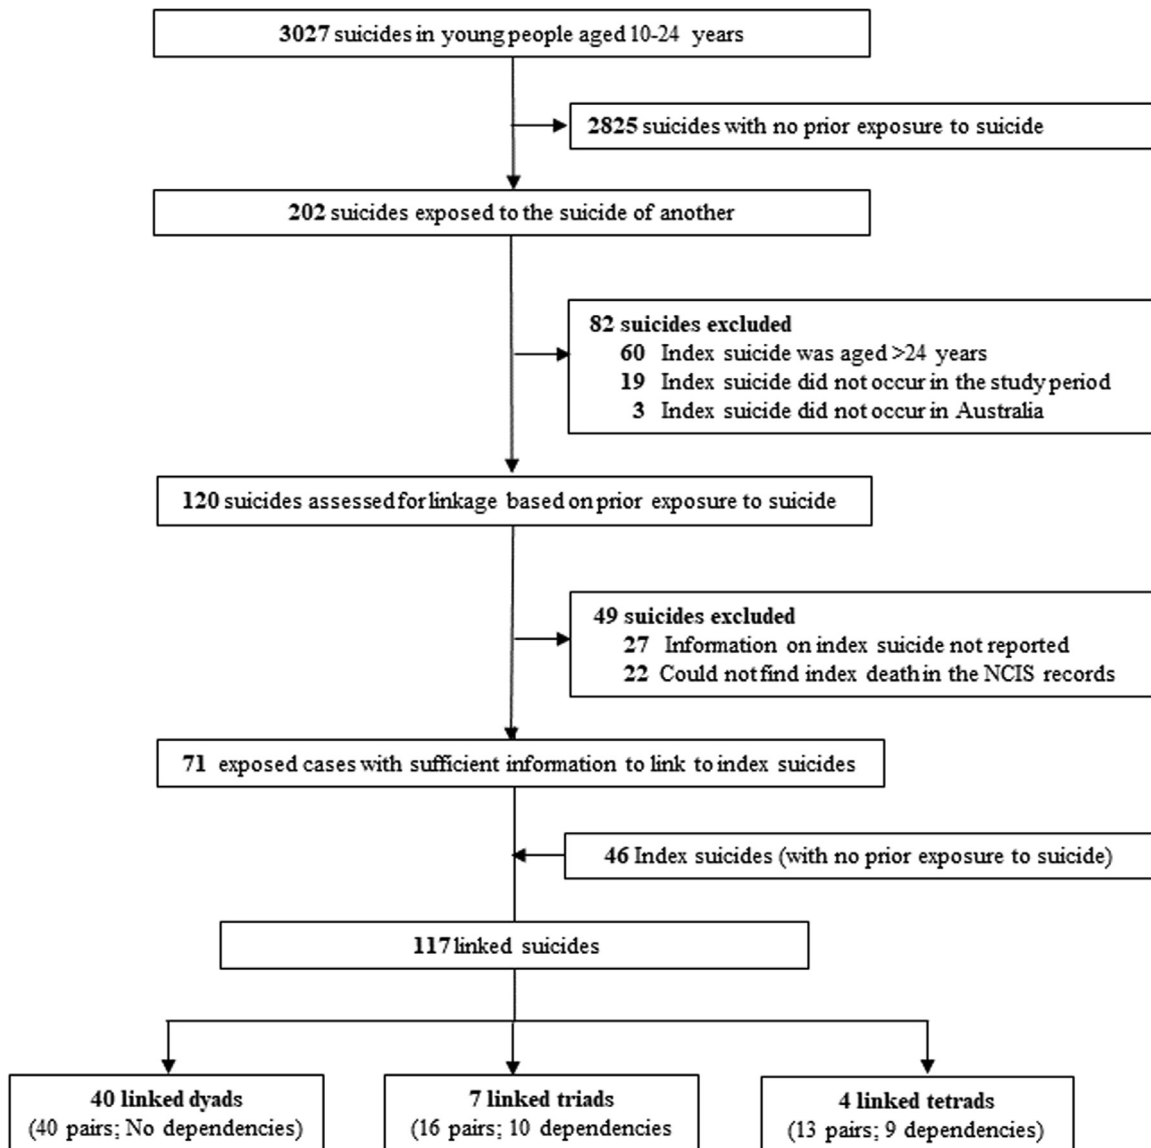 3027 suicides in young people aged 10-24 years
2825 suicides with no prior exposure to suicide
202 suicides exposed to the suicide of another
82 suicides excluded
60 Index suicide was aged >24 years
19 Index suicide did not occur in the study period
3 Index suicide did not occur in Australia
120 suicides assessed for linkage based on prior exposure to suicide
49 suicides excluded
27 Information on index suicide not reported
22 Could not find index death in the NCIS records
71 exposed cases with sufficient information to link to index suicides
46 Index suicides (with no prior exposure to suicide)
117 linked suicides
40 linked dyads
(40 pairs; No dependencies)
7 linked triads
(16 pairs; 10 dependencies
4 linked tetrads
(13 pairs; 9 dependencies)